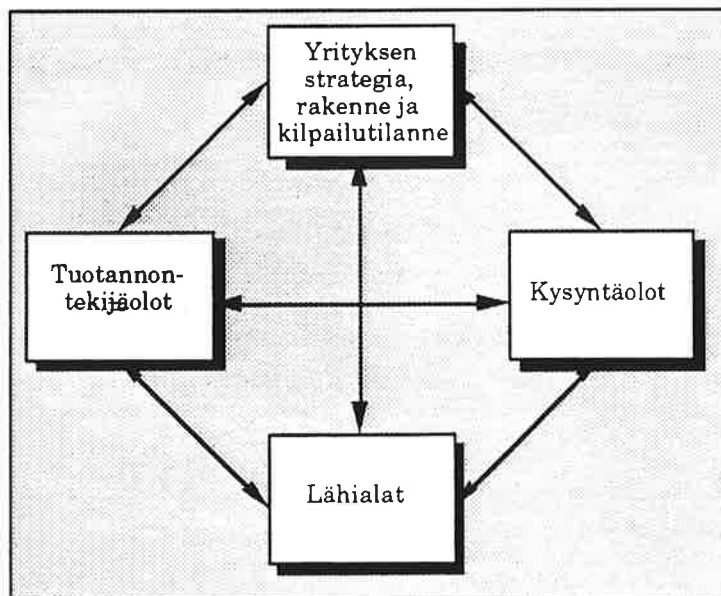 Yrityksen
strategia,
rakenne ja
kilpailutilanne
Tuotannon-
tekijäolot
Kysyntäolot
Lähialat